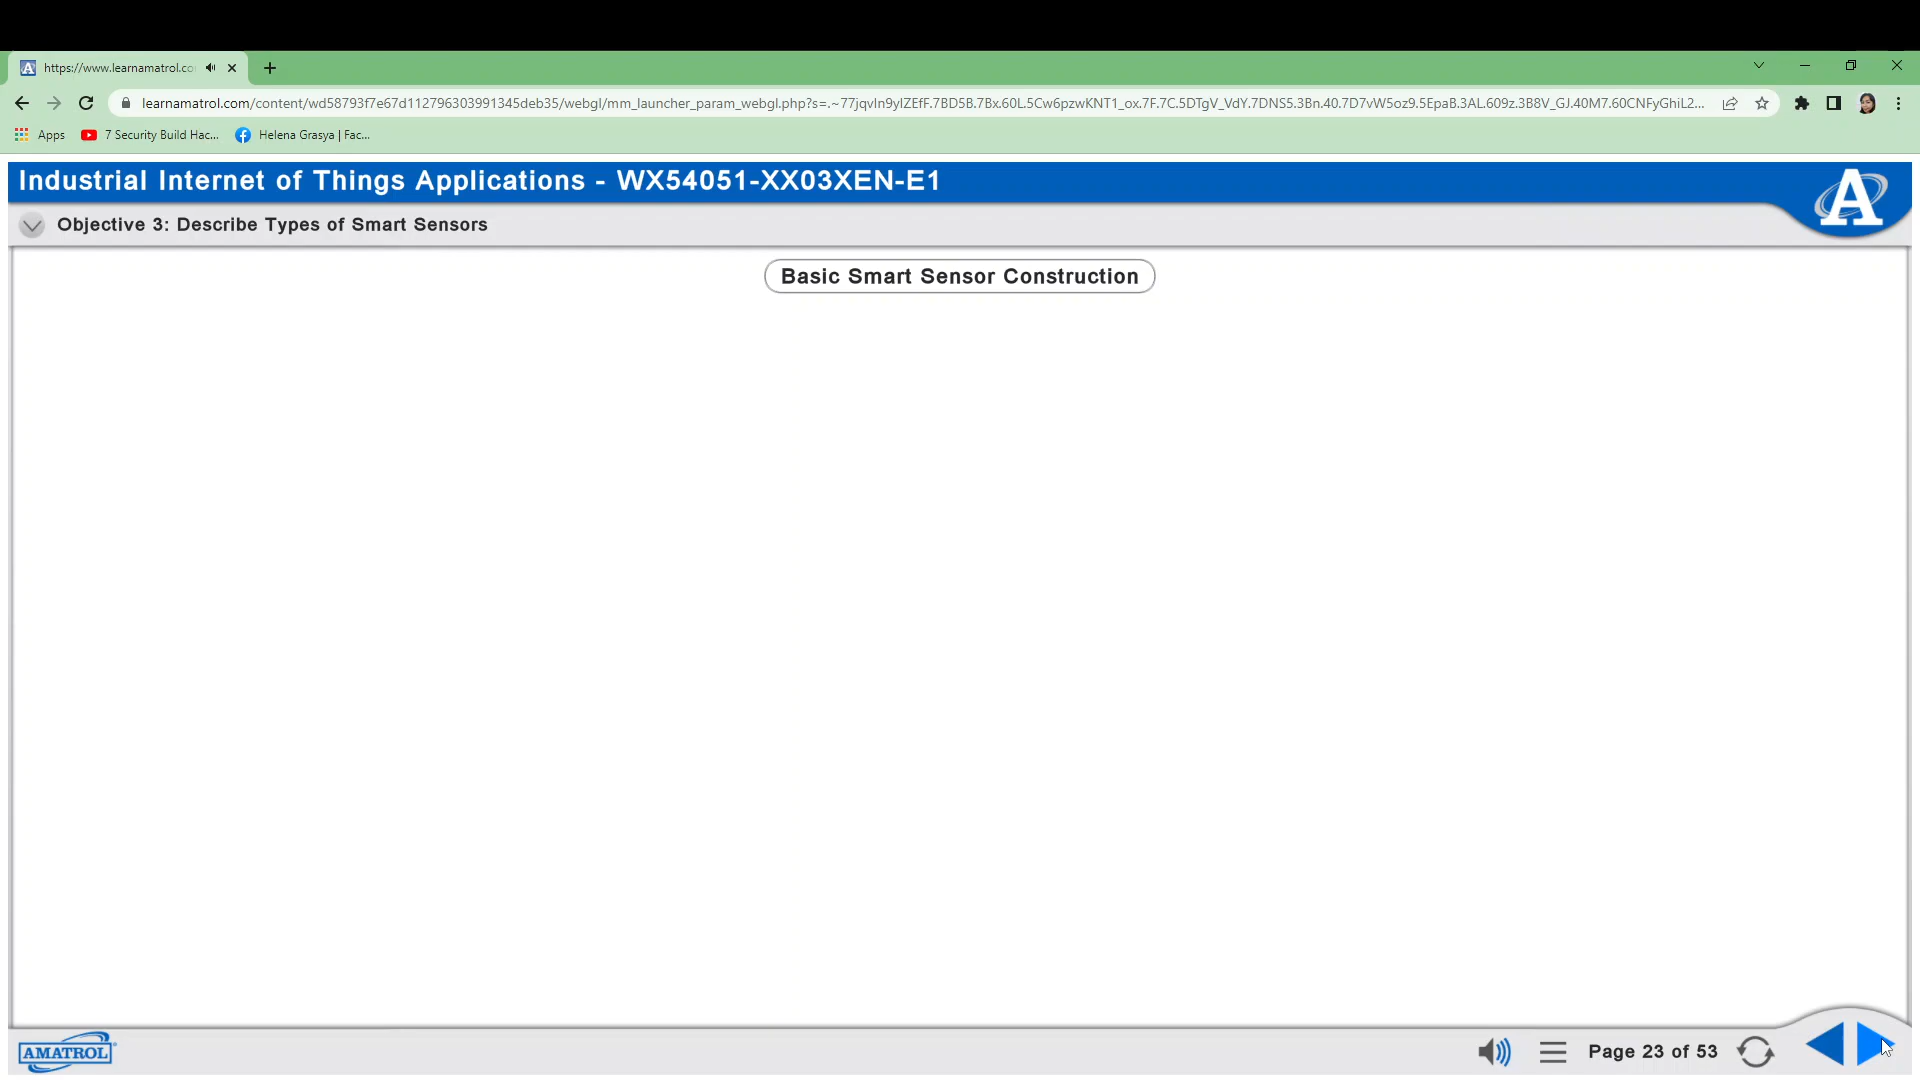 https://www.learnamatrol.co
learnamatrol.com/content/wd58793f7e67d112796303991345deb35/webgl/mm_launcher_param_webgl.php?s=.~77jqvIn9yIZEfF.7BD5B.7Bx.60L.5Cw6pzwKNT1_ox.7F.7C.5DTgV_VdY.7DNS5.3Bn.40.7D7vW5oz9.5EpaB.3AL.609z.3B8V_GJ.40M7.60CNFyGhiL2...
Apps
7 Security Build Hac...
Helena Grasya | Fac...
Industrial Internet of Things Applications - WX54051-XX03XEN-E1
A
Objective 3: Describe Types of Smart Sensors
Basic Smart Sensor Construction
AMATROL
Page 23 of 53